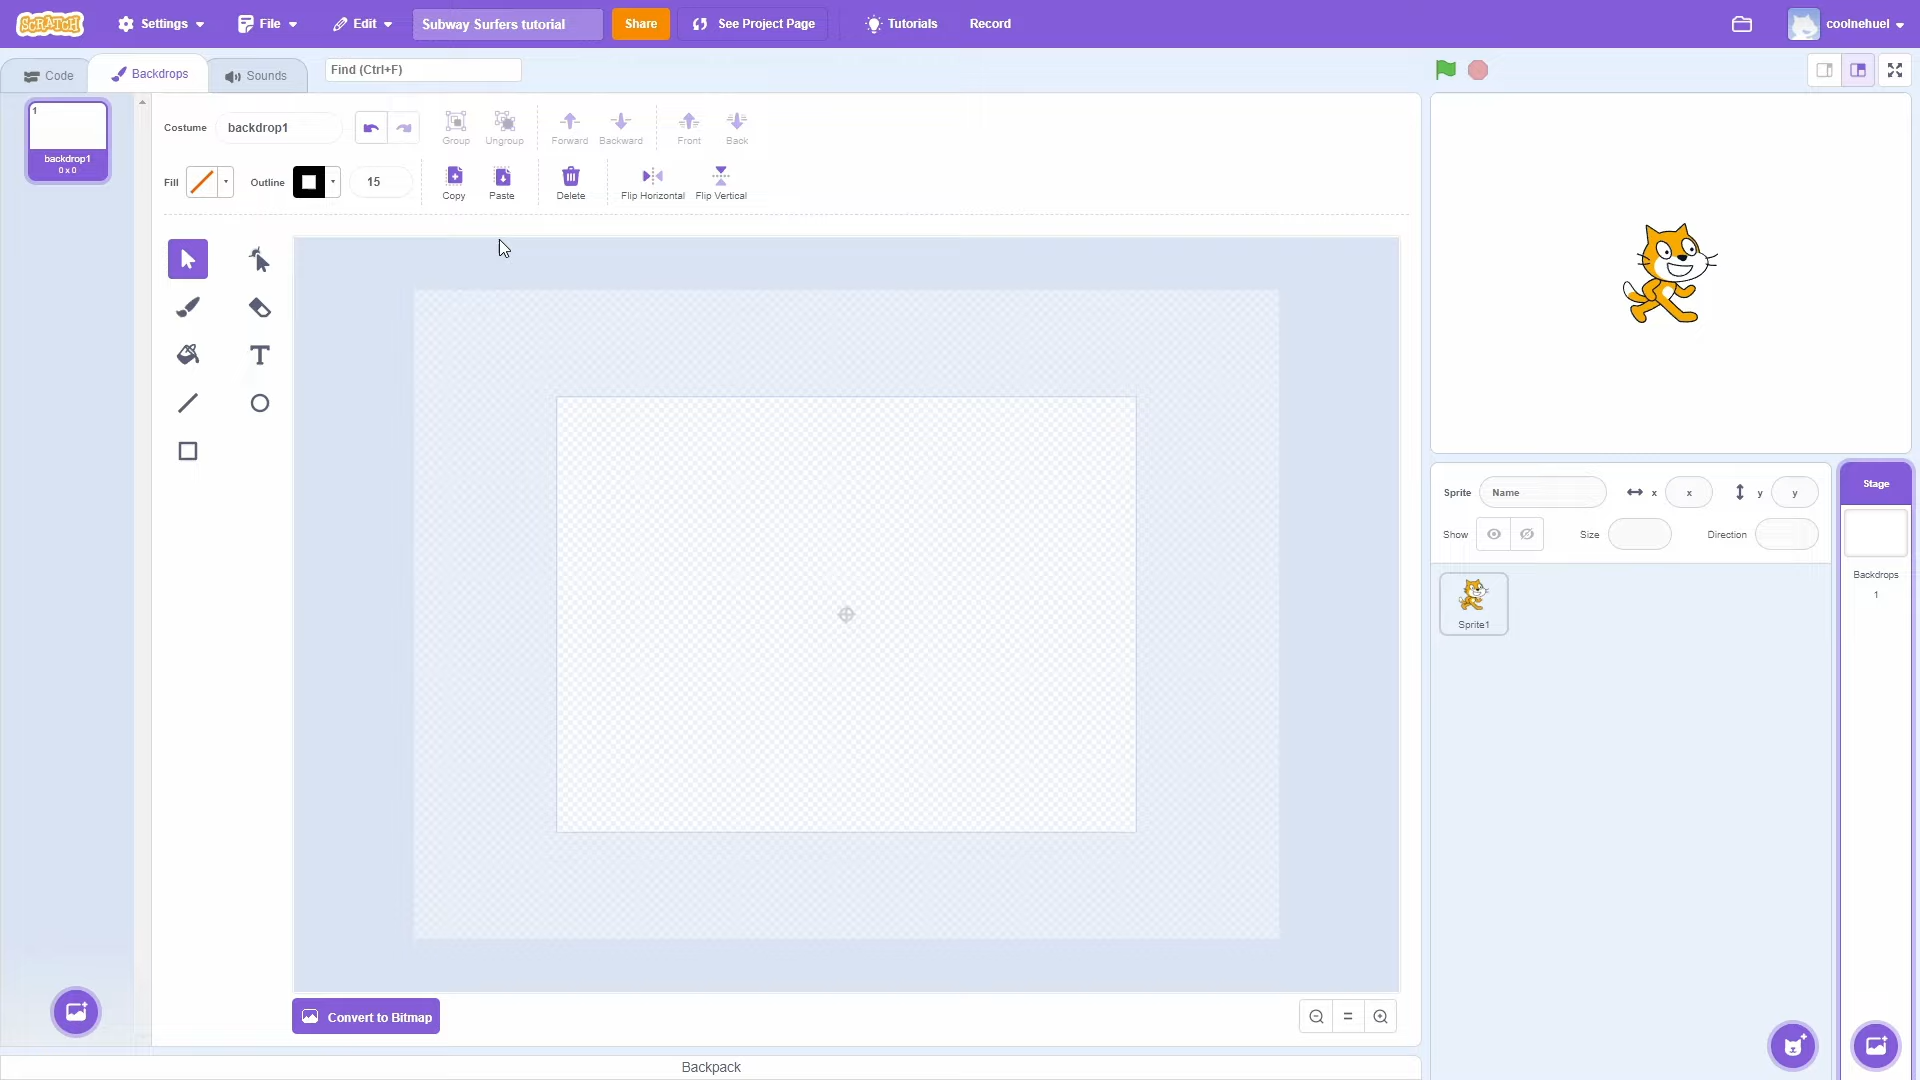 SCRATCH
Settings
File
Edit
Subway Surfers tutorial
Share
See Project Page
Tutorials
Record
coolnehuel
Code
Backdrops
Sounds
Find (Ctrl+F)
1
backdrop1
0 x 0
Costume
backdrop1
Group
Ungroup
Forward
Backward
Front
Back
Fill
Outline
15
Copy
Paste
Delete
Flip Horizontal
Flip Vertical
T
Convert to Bitmap
=
Backpack
Sprite
Name
x
x
y
y
Show
Size
Direction
Sprite1
Stage
Backdrops
1